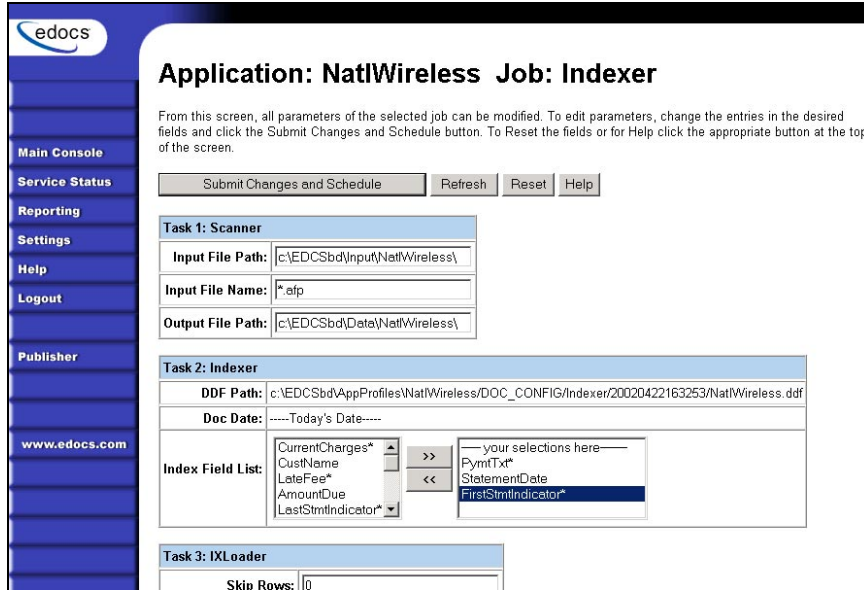 edocs
Application: NatlWireless Job: Indexer
From this screen, all parameters of the selected job can be modified. To edit parameters, change the entries in the desired
fields and click the Submit Changes and Schedule button. To Reset the fields or for Help click the appropriate button at the top
of the screen.
Main Console
Service Status
Reporting
Settings
Help
Logout
Publisher
www.edocs.com
Submit Changes and Schedule Refresh Reset Help
Task 1: Scanner
Input File Path: c:\EDCSbd\Input\NatlWireless\
Input File Name: *.afp
Output File Path: c:\EDCSbd\Data\NatlWireless\
Task 2: Indexer
DDF Path: c:\EDCSbd\AppProfiles\NatlWireless/DOC_CONFIG/Indexer/20020422163253/NatlWireless.ddf
Doc Date: -----Today's Date-----
Index Field List:
CurrentCharges*
CustName
LateFee*
AmountDue
LastStmtIndicator*
>>
<<
----your selections here-----
PymtTxt*
StatementDate
FirstStmtIndicator*
Task 3: IXLoader
Skip Rows: 0